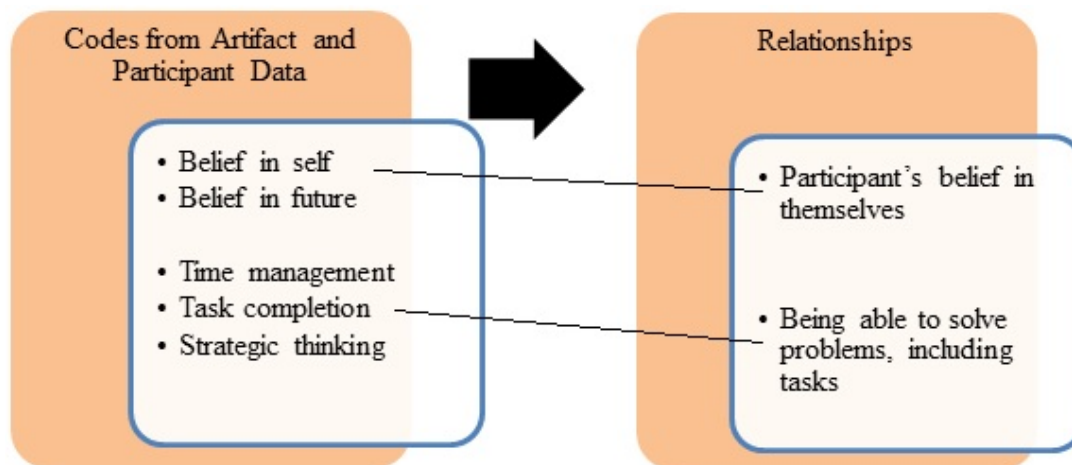 Codes from Artifact and
Participant Data
• Belief in self
• Belief in future
• Time management
• Task completion
• Strategic thinking
Relationships
• Participant's belief in
themselves
• Being able to solve
problems, including
tasks